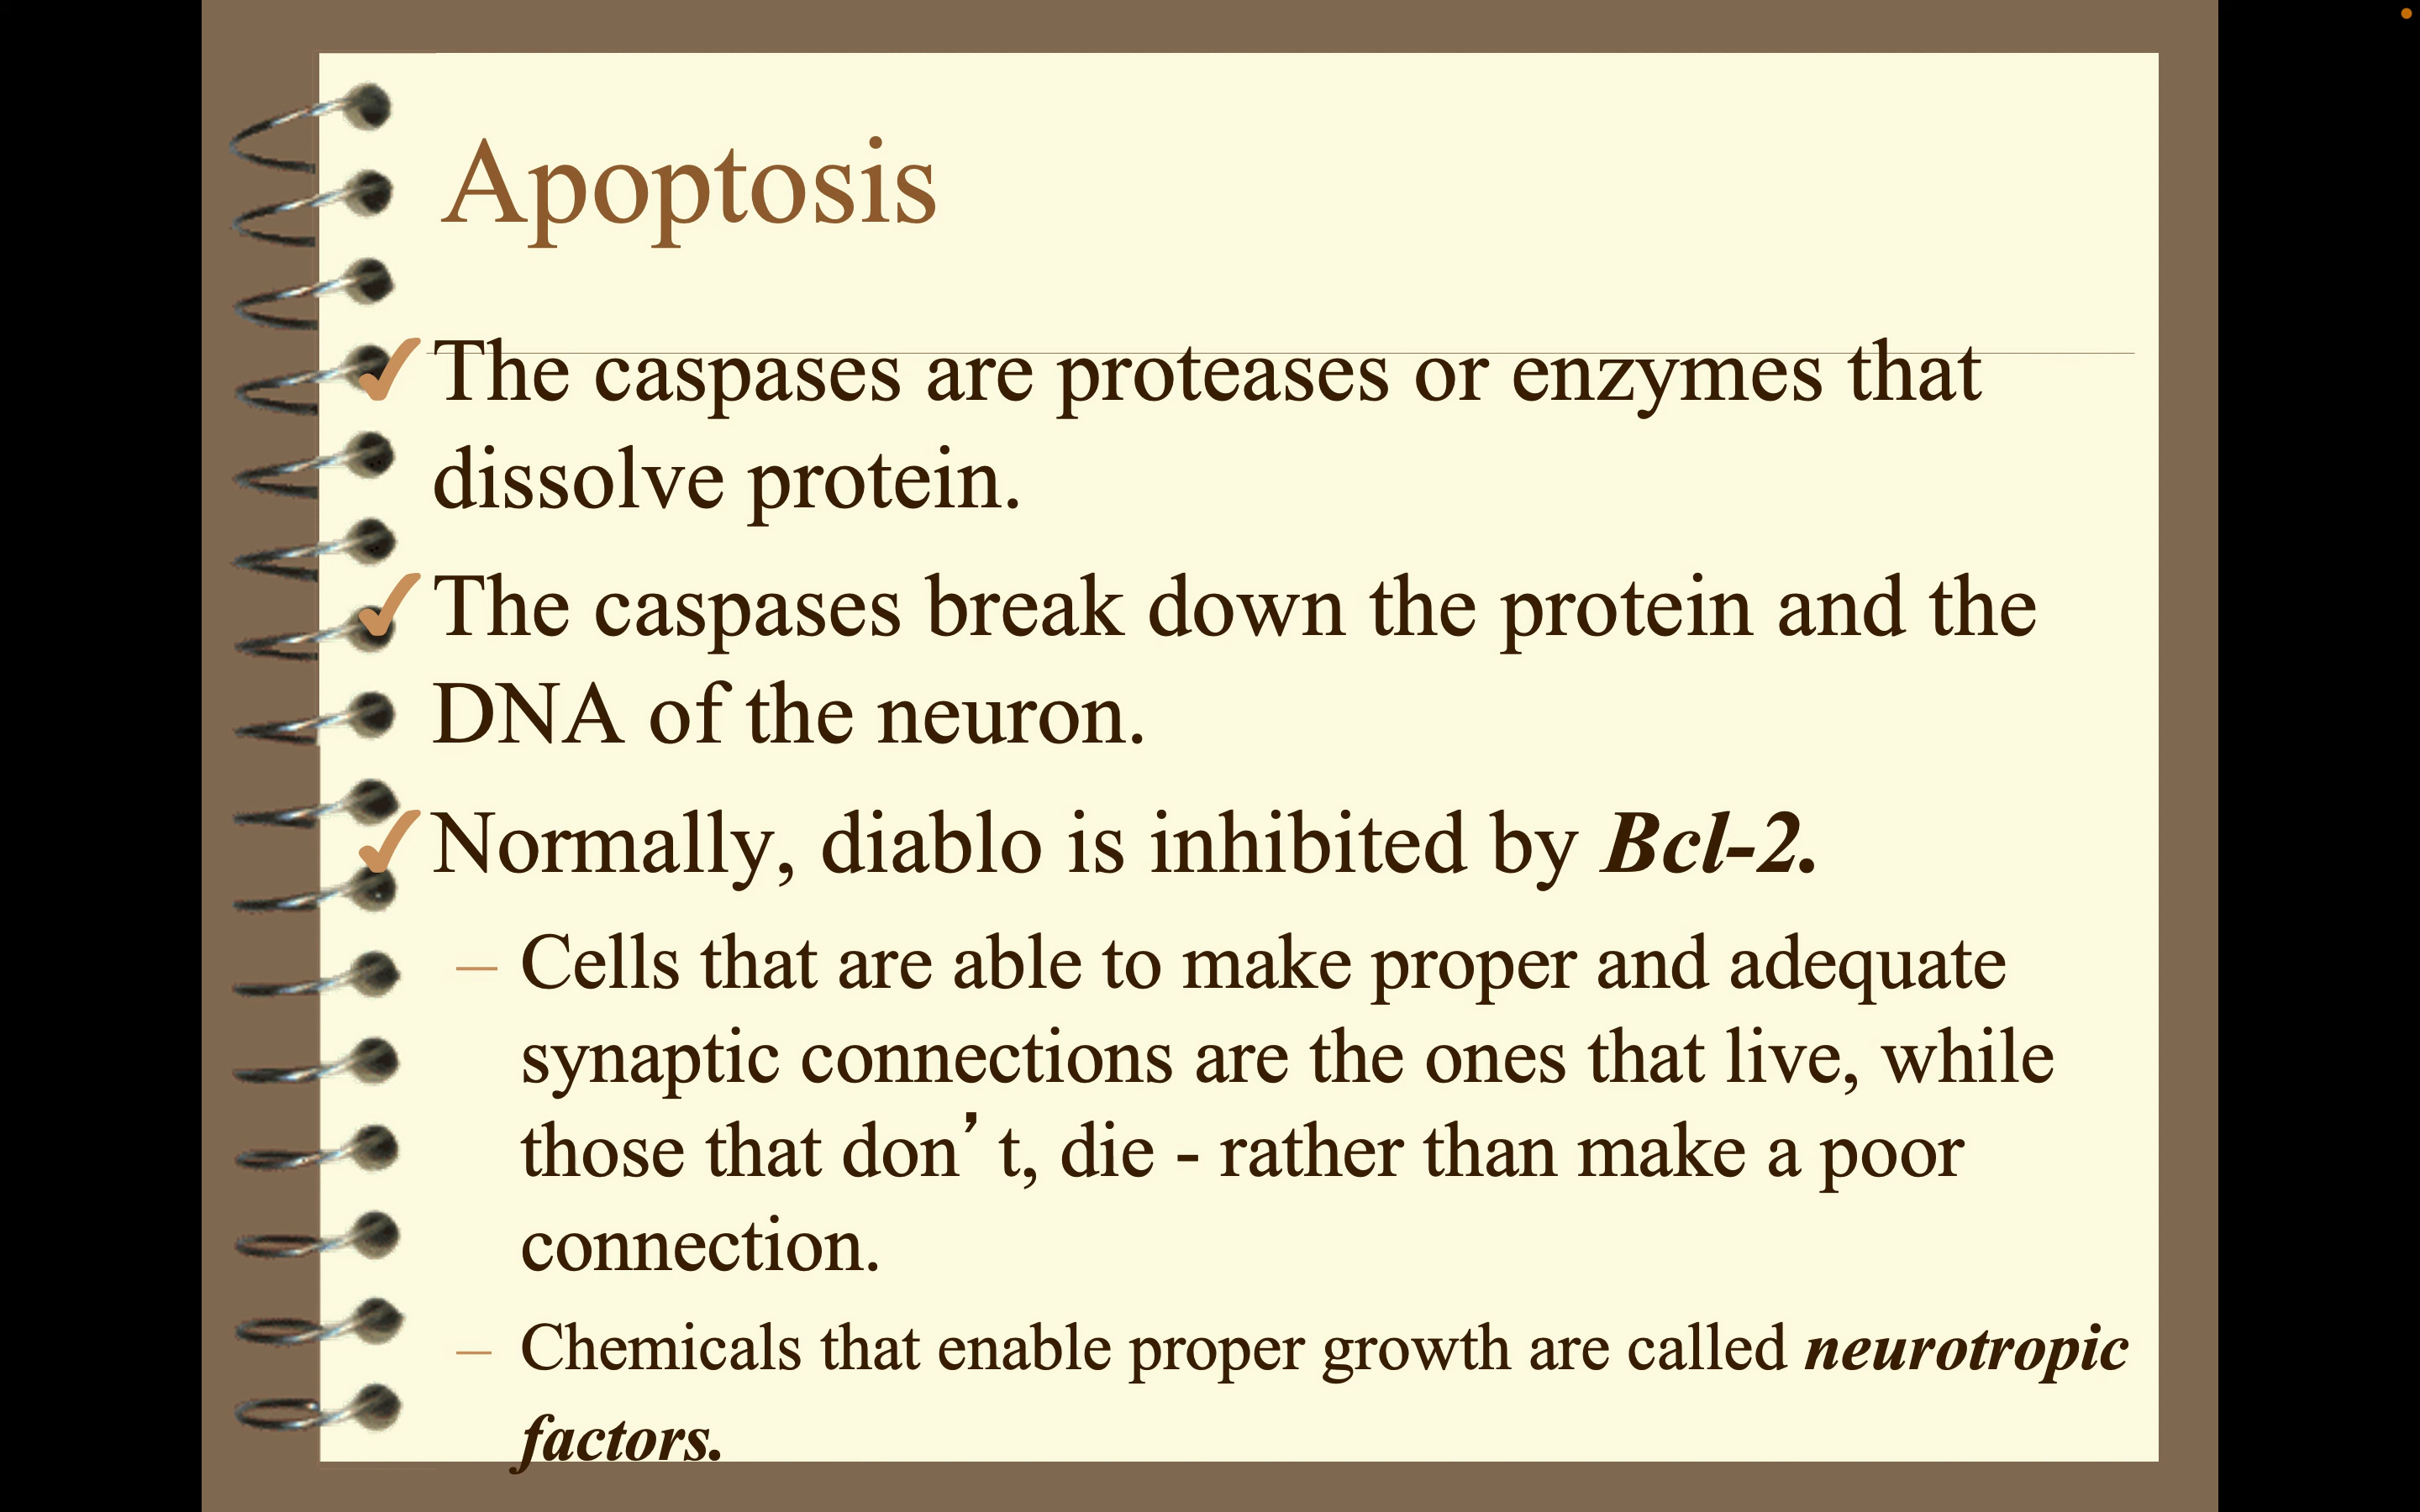 Apoptosis
The caspases are proteases or enzymes that
dissolve protein.
The caspases break down the protein and the
DNA of the neuron.
Normally, diablo is inhibited by Bcl-2.
– Cells that are able to make proper and adequate
synaptic connections are the ones that live, while
those that don’t, die - rather than make a poor
connection.
– Chemicals that enable proper growth are called neurotropic
factors.